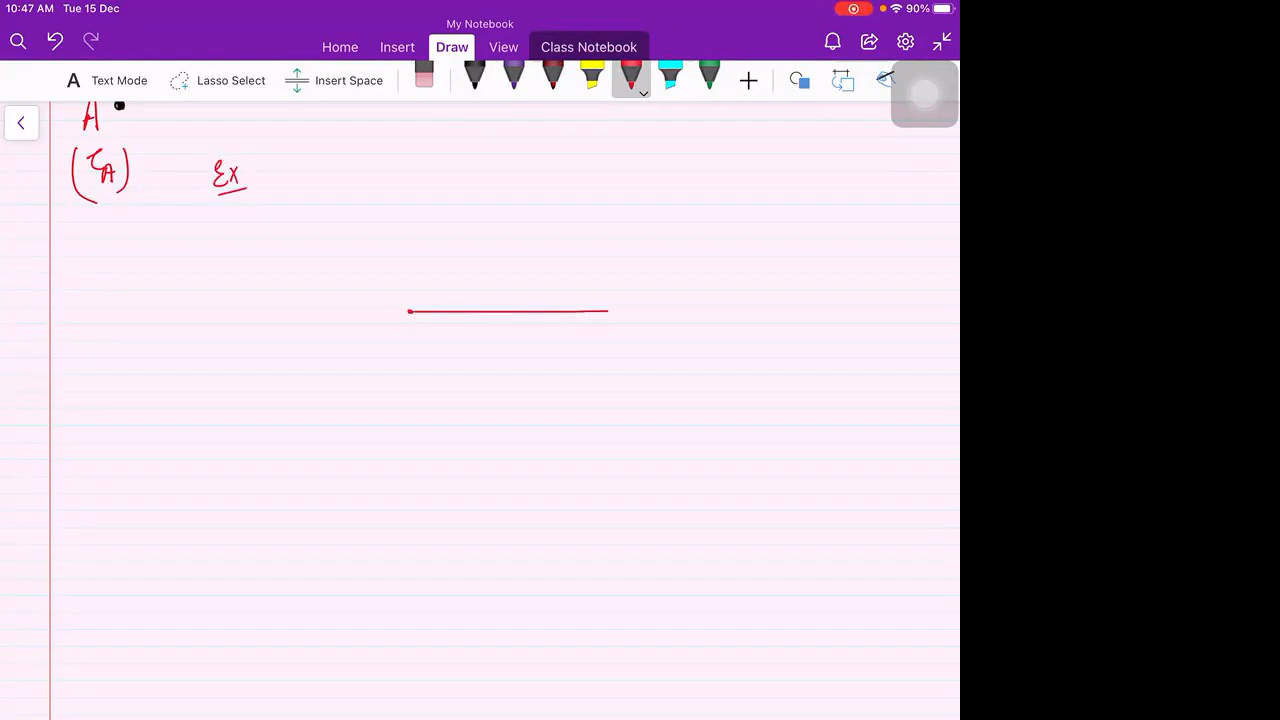 10:47 AM Tue 15 Dec 90%
My Notebook
Home Insert Draw View Class Notebook
A Text Mode Lasso Select Insert Space
A
(τA)
Ex